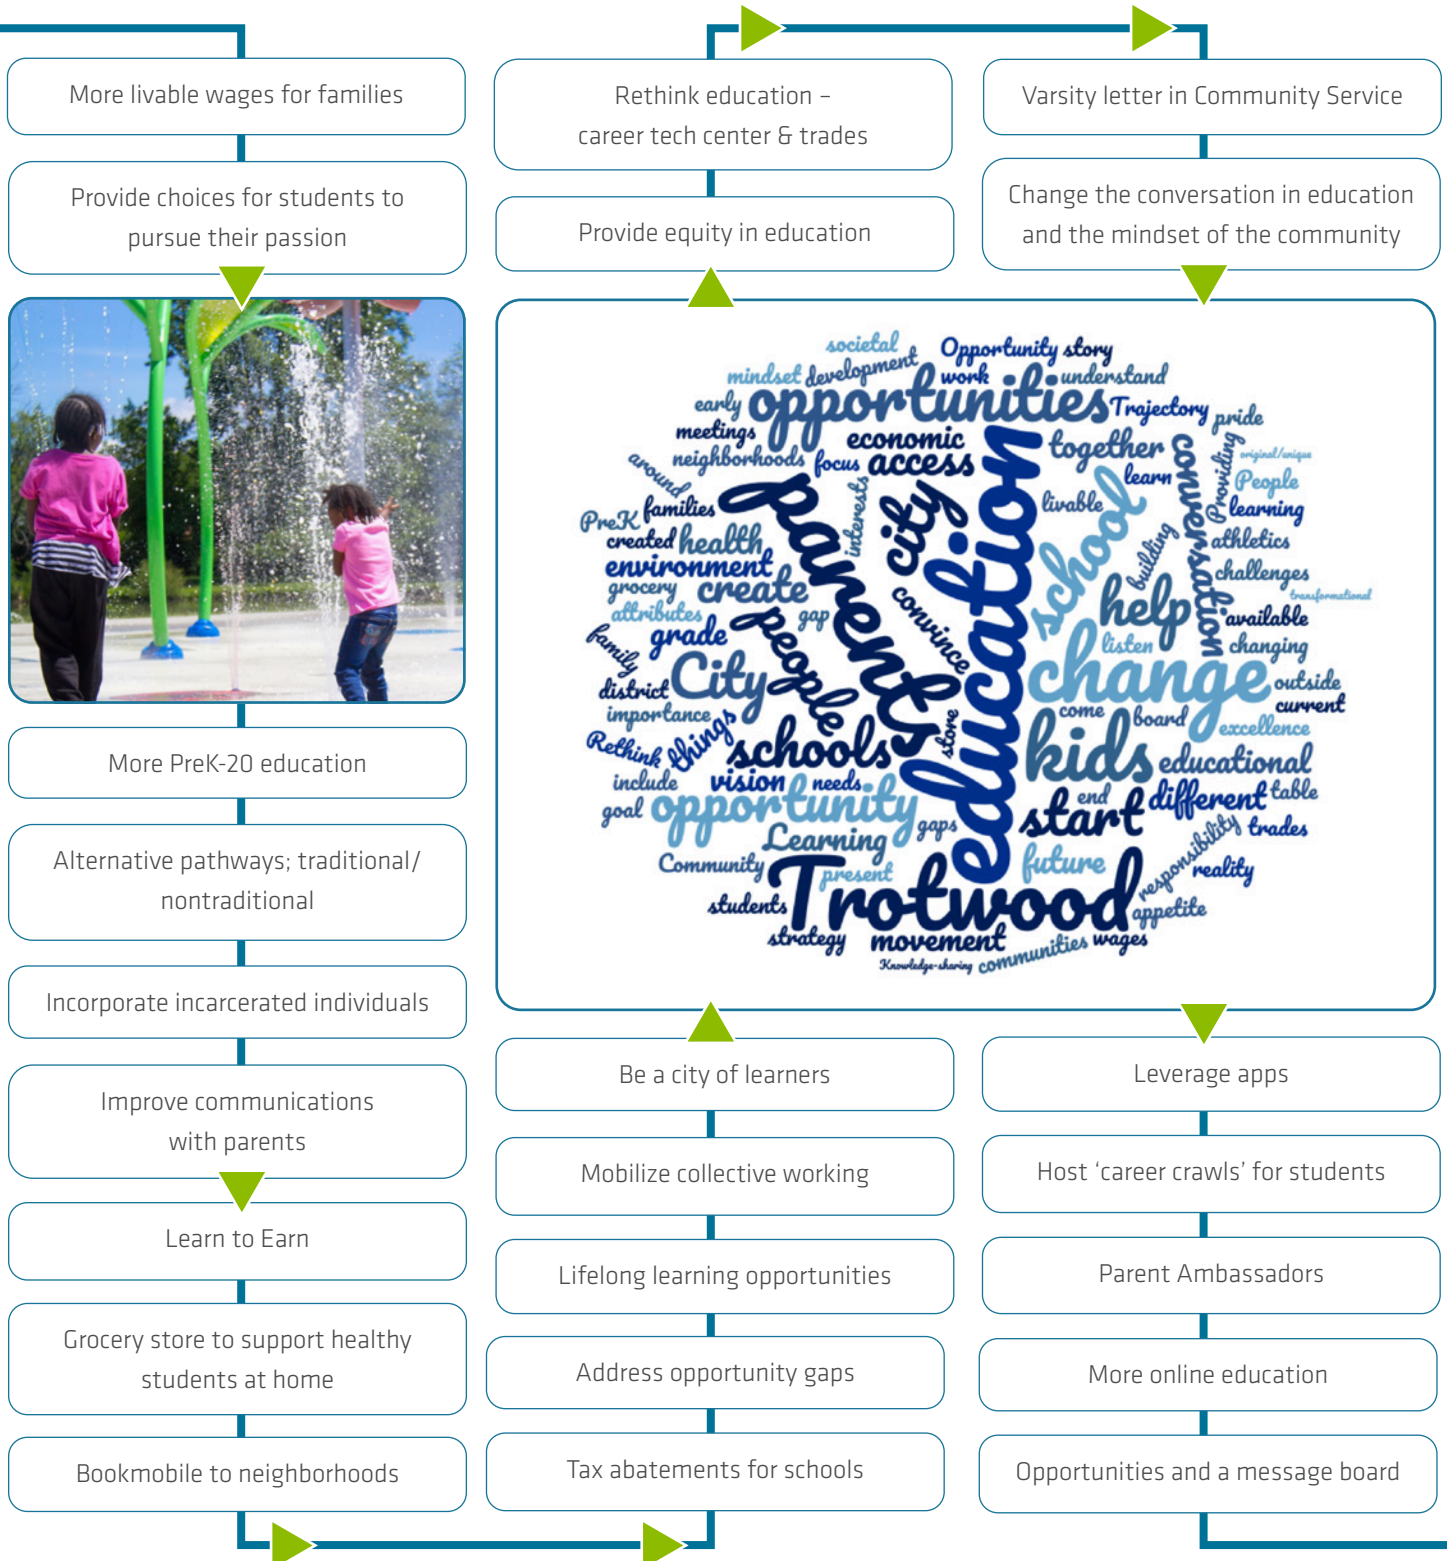 More livable wages for families
Provide choices for students to
pursue their passion
More PreK-20 education
Alternative pathways; traditional/
nontraditional
Incorporate incarcerated individuals
Improve communications
with parents
Learn to Earn
Grocery store to support healthy
students at home
Bookmobile to neighborhoods
Tax abatements for schools
Address opportunity gaps
Lifelong learning opportunities
Mobilize collective working
Be a city of learners
societal
Opportunity
story
mindset
development
work
understand
early
opportunities
Trajectory
pride
meetings
economic
together
conversation
Providing
original/unique
neighborhoods
focus
access
education
learn
People
around
parents
city
school
livable
learning
PreK
families
interests
building
athletics
created
health
environment
create
convince
help
challenges
transformational
grocery
attributes
gap
people
available
family
grade
listen
changing
district
City
change
outside
importance
come
board
current
Rethink
things
schools
store
kids
excellence
include
vision
needs
educational
goal
opportunity
gaps
start
end
different
table
Learning
responsibility
trades
Community
present
future
reality
students
Trotwood
appetite
strategy
movement
communities
wages
Knowledge-sharing
Provide equity in education
Rethink education –
career tech center & trades
Varsity letter in Community Service
Change the conversation in education
and the mindset of the community
Leverage apps
Host ‘career crawls’ for students
Parent Ambassadors
More online education
Opportunities and a message board